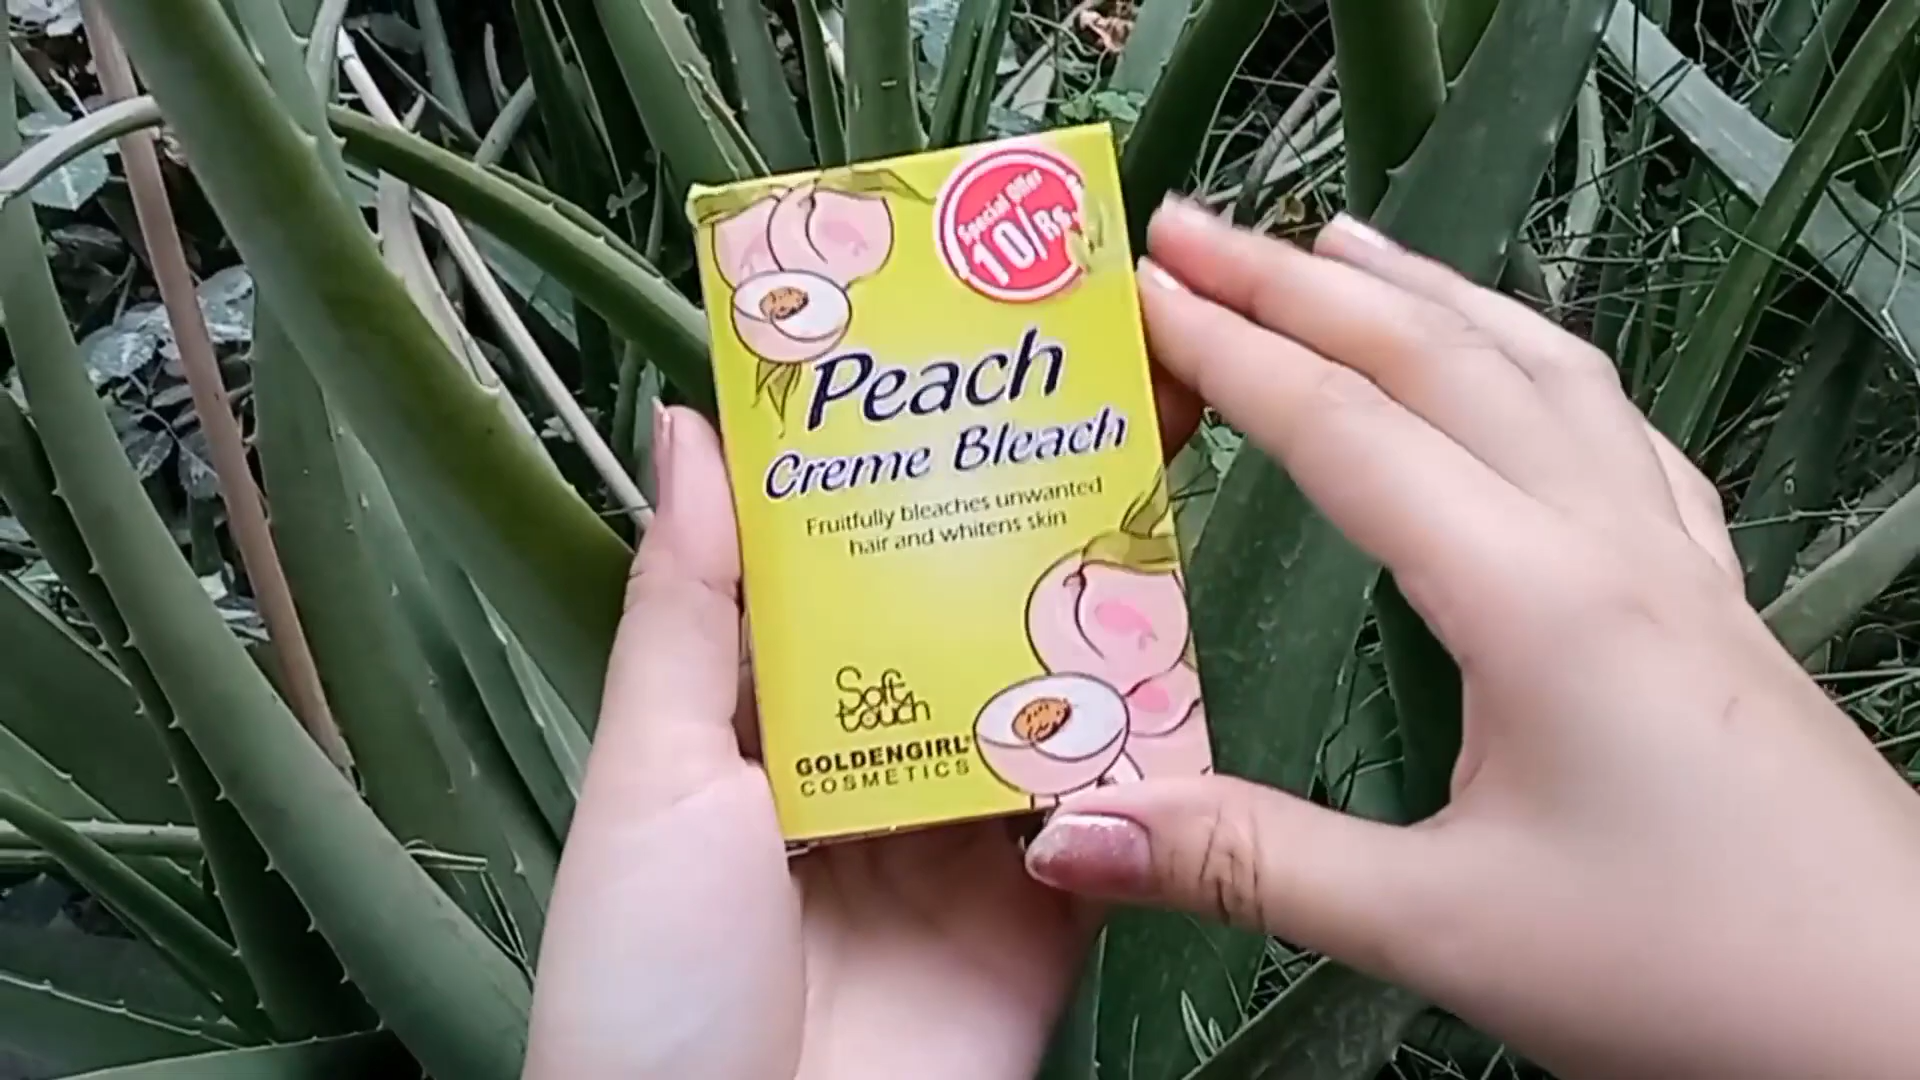 Special Offer
10/Rs.
Peach
Creme Bleach
Fruitfully bleaches unwanted
hair and whitens skin
Soft
touch
GOLDENGIRL®
COSMETICS